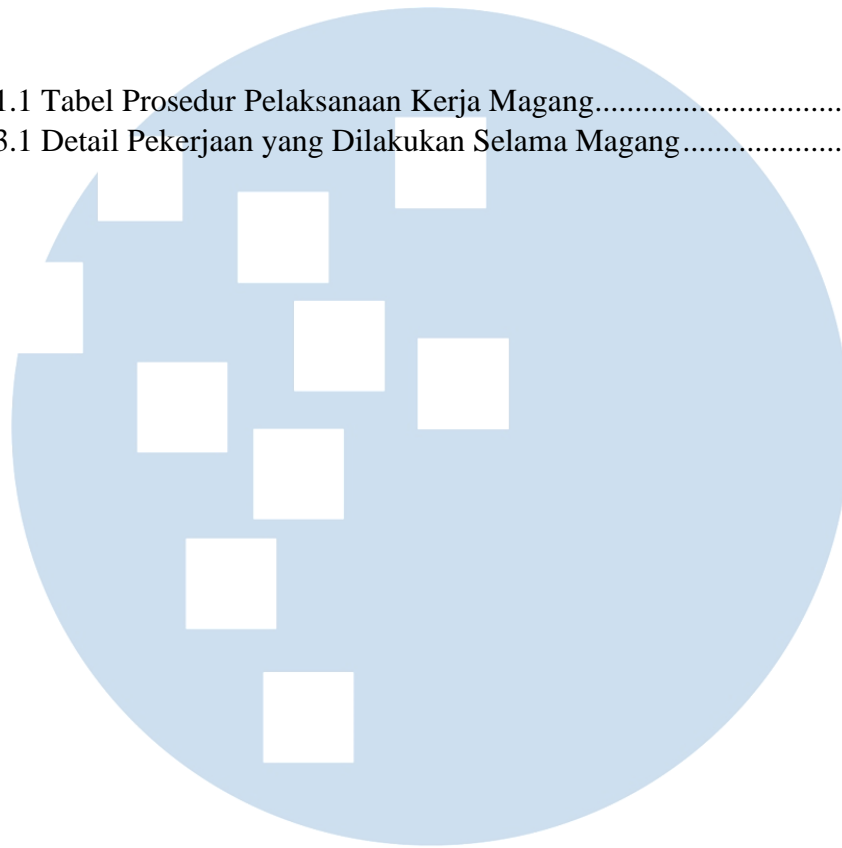 1.1 Tabel Prosedur Pelaksanaan Kerja Magang...............................
3.1 Detail Pekerjaan yang Dilakukan Selama Magang....................